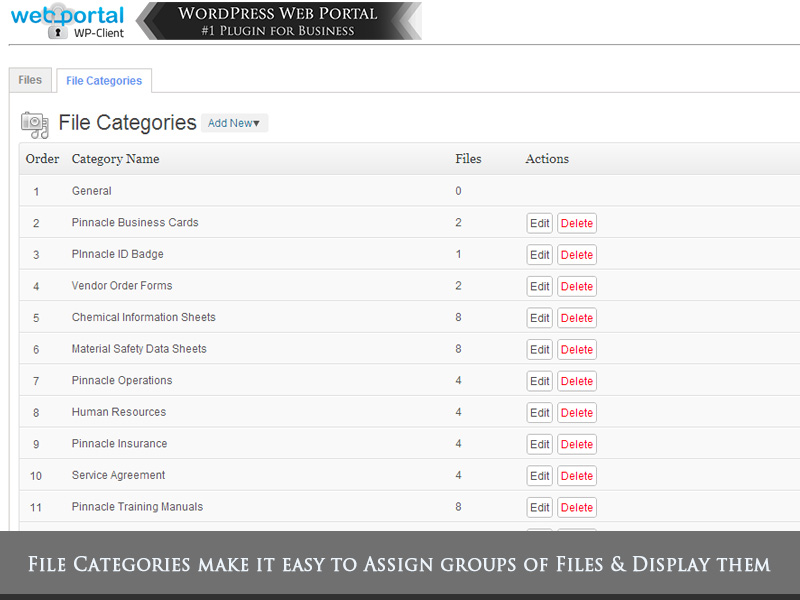 web portal
WP-Client
WordPress Web Portal
#1 Plugin for Business
Files
File Categories
File Categories Add New▼
Order Category Name Files Actions
1 General 0
2 Pinnacle Business Cards 2 Edit Delete
3 PInnacle ID Badge 1 Edit Delete
4 Vendor Order Forms 2 Edit Delete
5 Chemical Information Sheets 8 Edit Delete
6 Material Safety Data Sheets 8 Edit Delete
7 Pinnacle Operations 4 Edit Delete
8 Human Resources 4 Edit Delete
9 Pinnacle Insurance 4 Edit Delete
10 Service Agreement 4 Edit Delete
11 Pinnacle Training Manuals 8 Edit Delete
File Categories make it easy to Assign groups of Files & Display them